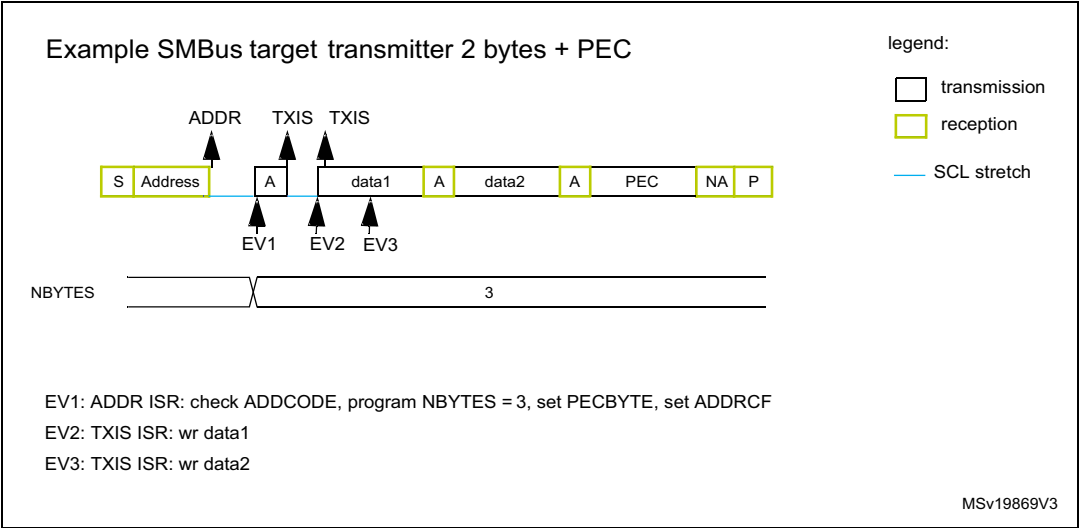 Example SMBus target transmitter 2 bytes + PEC
legend:
transmission
reception
SCL stretch
ADDR TXIS TXIS
S Address A data1 A data2 A PEC NA P
EV1 EV2 EV3
NBYTES 3
EV1: ADDR ISR: check ADDCODE, program NBYTES = 3, set PECBYTE, set ADDRCF
EV2: TXIS ISR: wr data1
EV3: TXIS ISR: wr data2
MSv19869V3